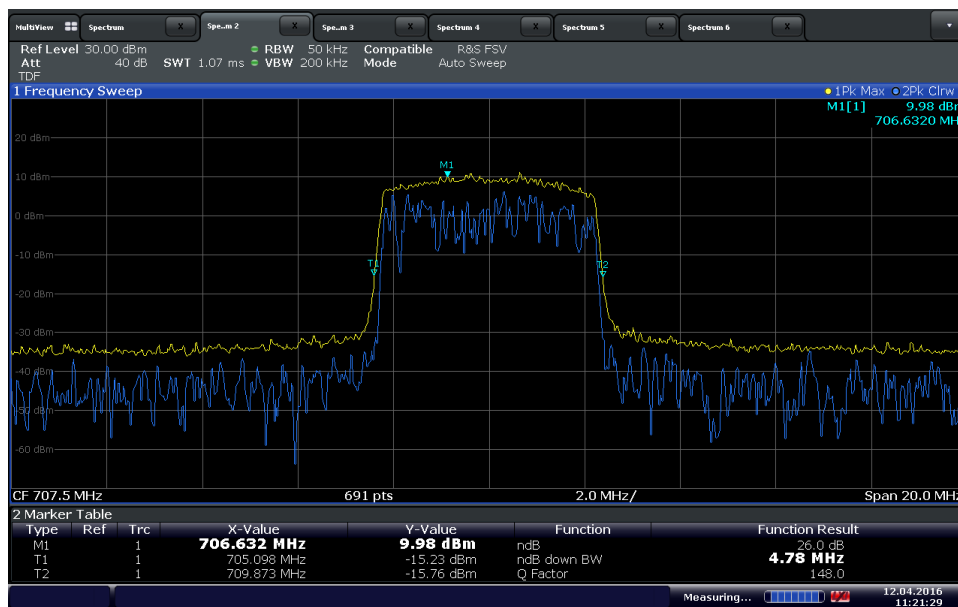 MultiView Spectrum X Spe...m 2 X Spe...m 3 X Spectrum 4 X Spectrum 5 X Spectrum 6 X
Ref Level 30.00 dBm RBW 50 kHz Compatible R&S FSV
Att 40 dB SWT 1.07 ms VBW 200 kHz Mode Auto Sweep
TDF
1 Frequency Sweep 1Pk Max 2Pk Clrw
M1[1] 9.98 dBm
706.6320 MH
20 dBm
M1
10 dBm
0 dBm
-10 dBm
T1 T2
-20 dBm
-30 dBm
-40 dBm
-50 dBm
-60 dBm
CF 707.5 MHz 691 pts 2.0 MHz/ Span 20.0 MHz
2 Marker Table
Type Ref Trc X-Value Y-Value Function Function Result
M1 1 706.632 MHz 9.98 dBm ndB 26.0 dB
T1 1 705.098 MHz -15.23 dBm ndB down BW 4.78 MHz
T2 1 709.873 MHz -15.76 dBm Q Factor 148.0
Measuring... 12.04.2016
11:21:29